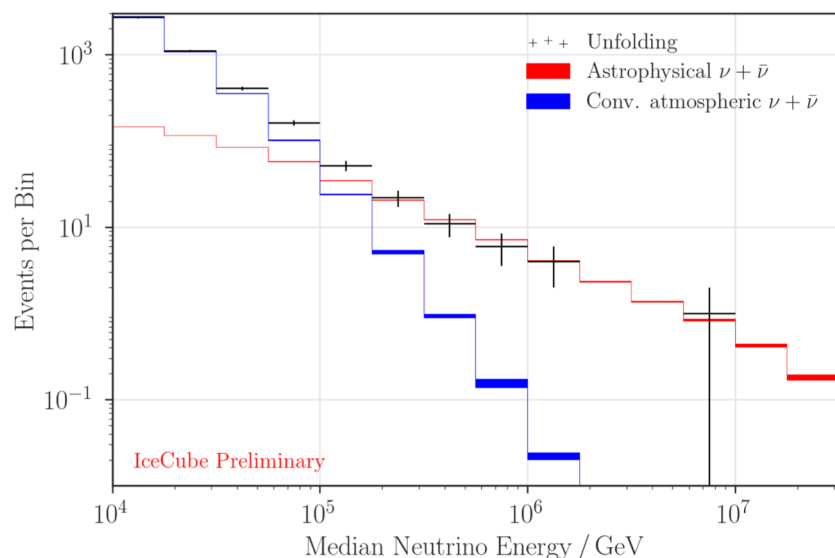 + + + Unfolding
Astrophysical ν + ν̄
Conv. atmospheric ν + ν̄
Events per Bin
10³
10¹
10⁻¹
IceCube Preliminary
10⁴ 10⁵ 10⁶ 10⁷
Median Neutrino Energy / GeV